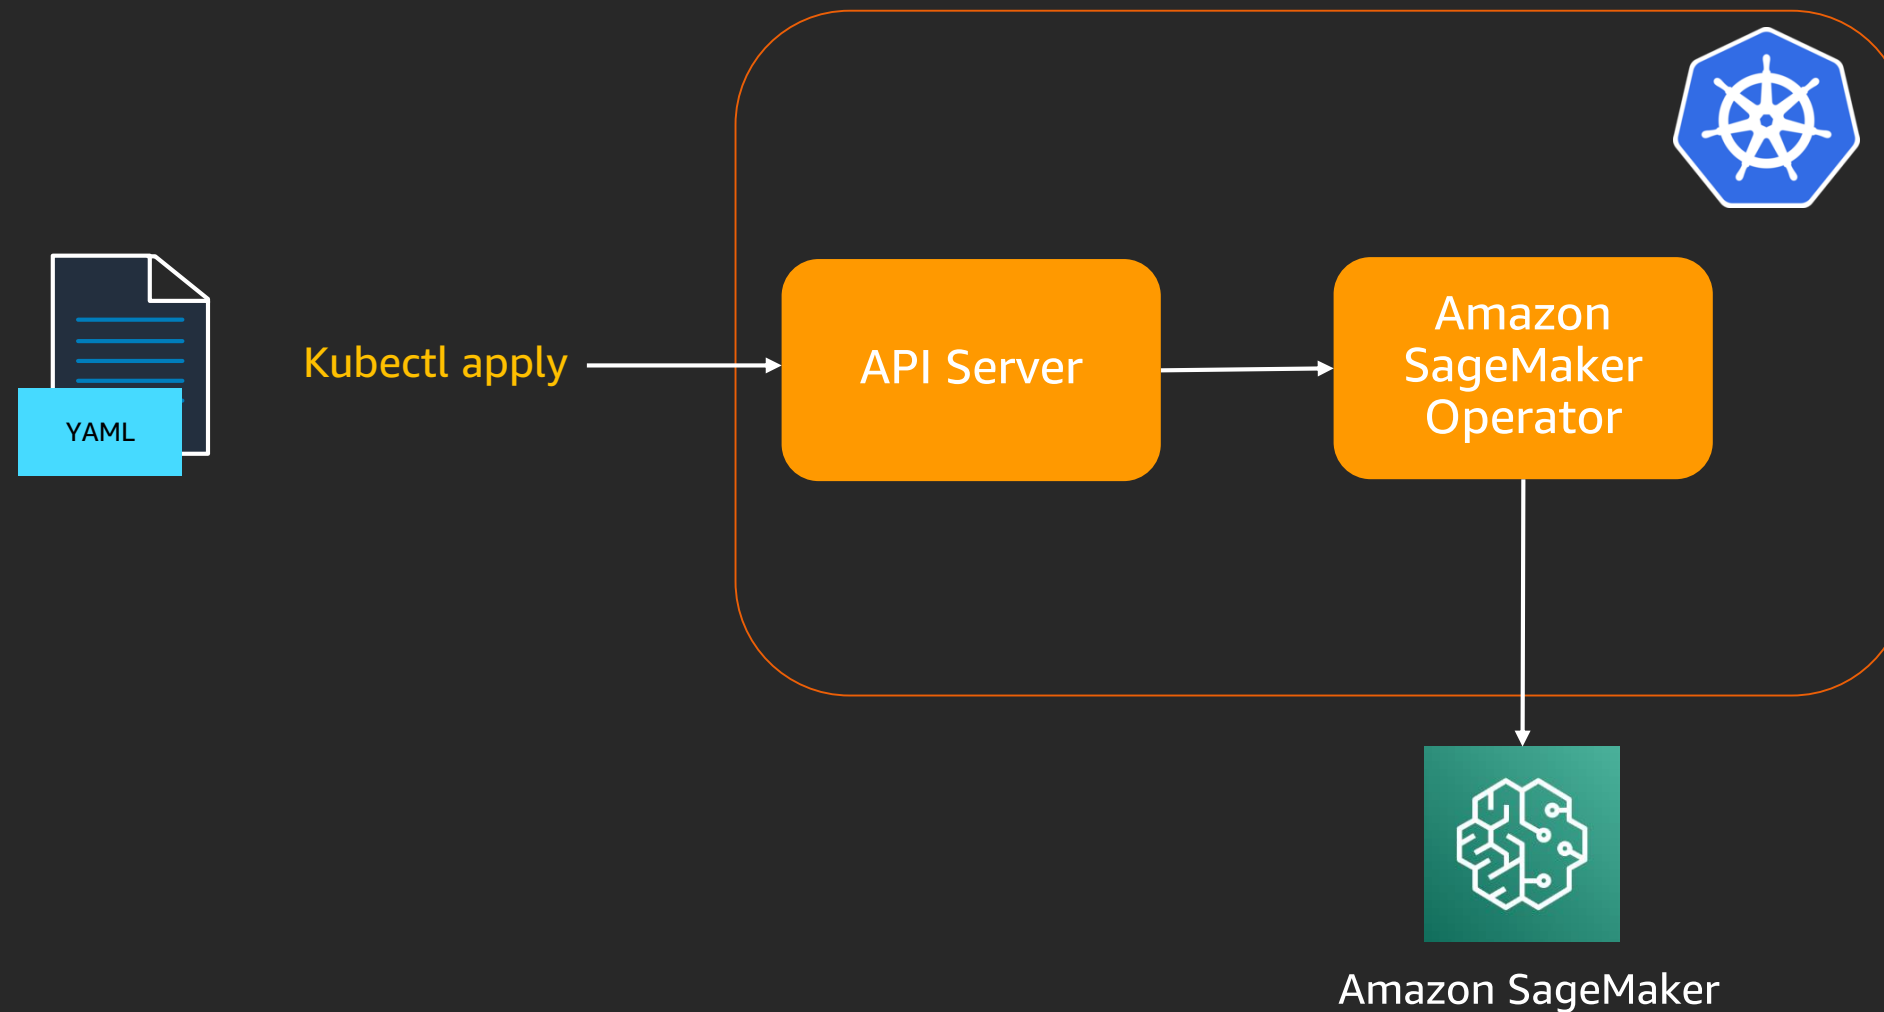 YAML
Kubectl apply
API Server
Amazon
SageMaker
Operator
Amazon SageMaker